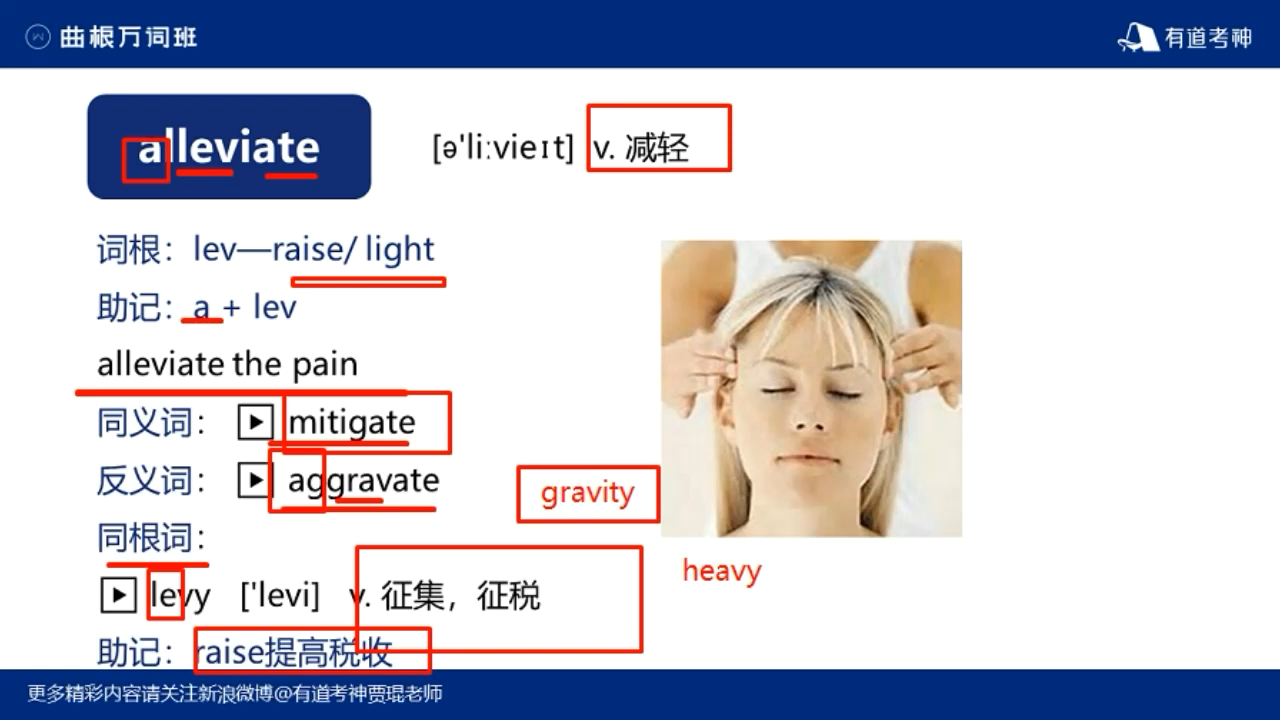 曲根万词班
有道考神
alleviate
[ə'li:vieɪt] v. 减轻
词根：lev—raise/ light
助记：a + lev
alleviate the pain
同义词： mitigate
反义词： aggravate
gravity
同根词：
heavy
levy ['levi] v. 征集，征税
助记：raise提高税收
更多精彩内容请关注新浪微博@有道考神贾琨老师